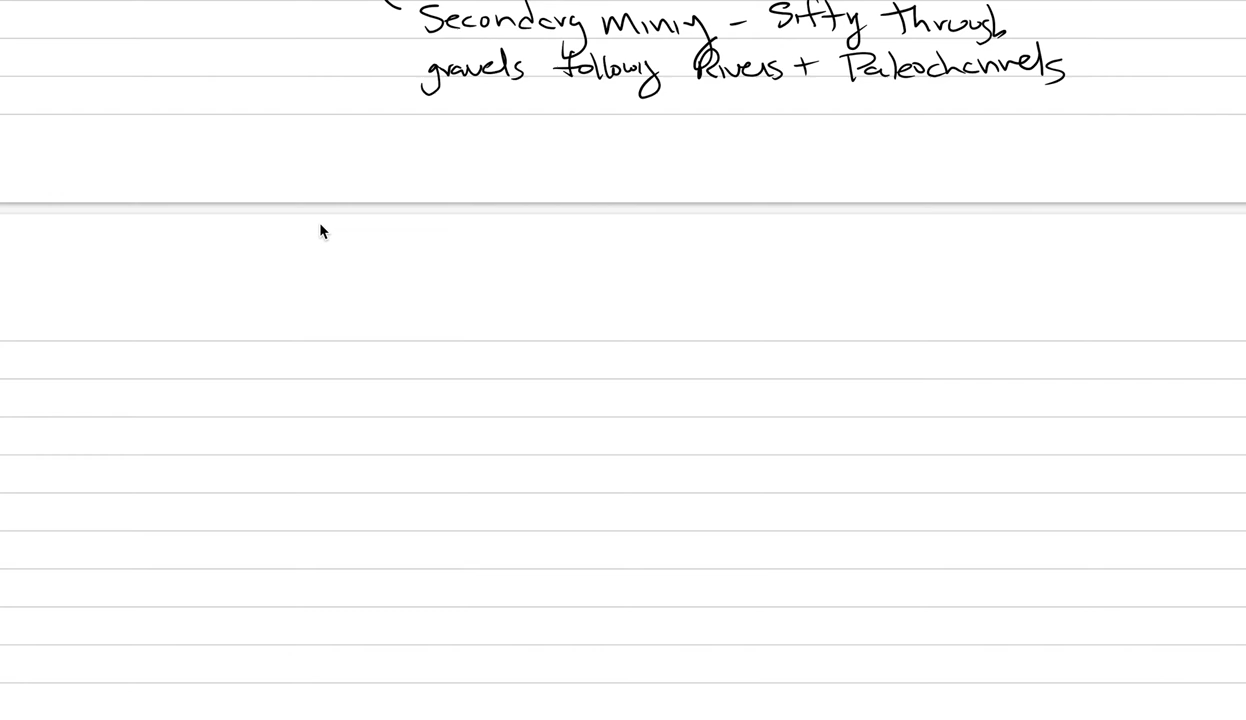 Secondary Mining - Sifting through
gravels following Rivers + Paleochannels